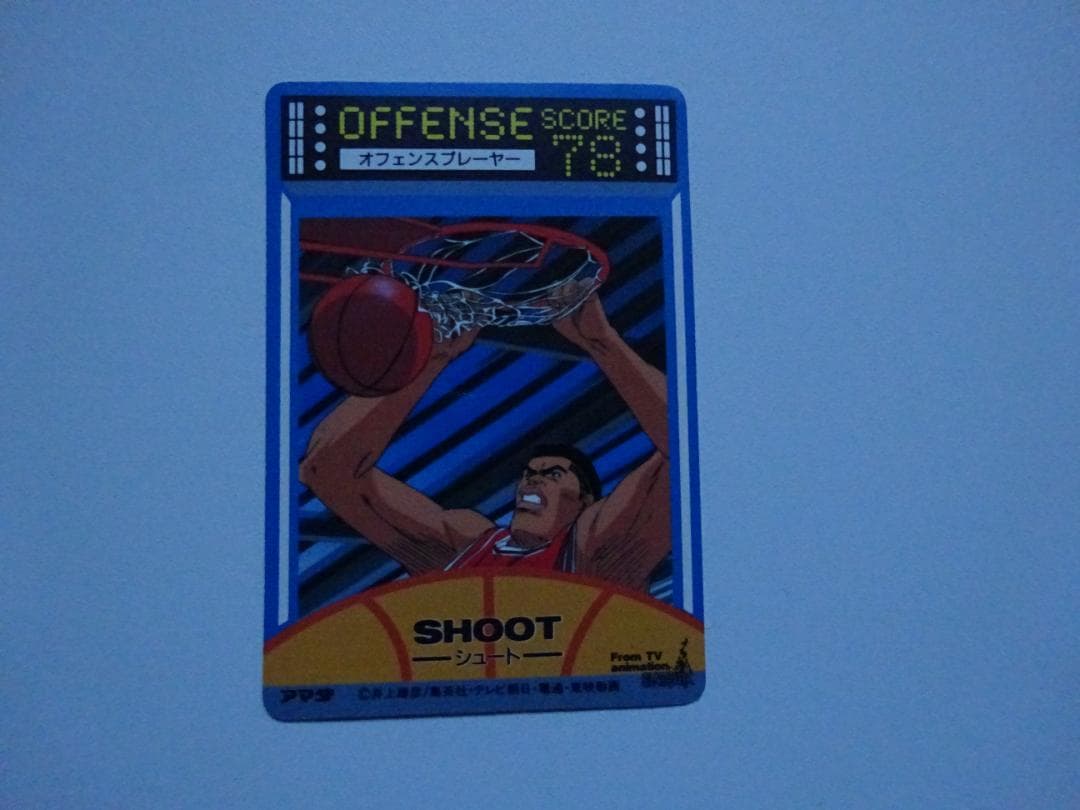 OFFENSE
SCORE
オフェンスプレーヤー
78
SHOOT
シュート
From TV
animation
アマダ
©井上雄彦/集英社・テレビ朝日・電通・東映動画